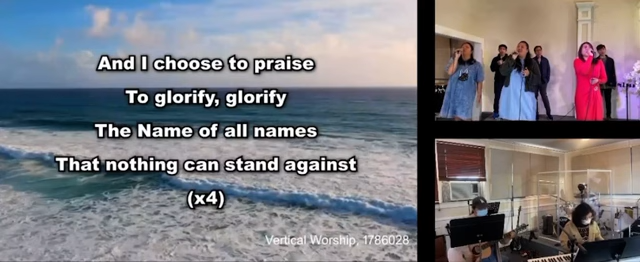 And I choose to praise
To glorify, glorify
The Name of all names
That nothing can stand against
(x4)
Vertical Worship, 1786028